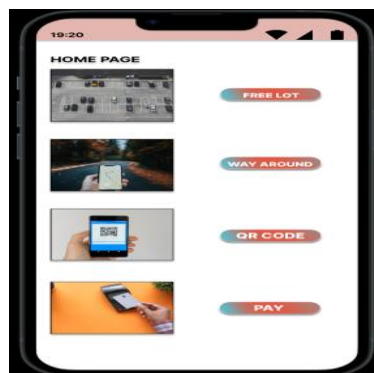 19:20
HOME PAGE
FREE LOT
WAY AROUND
QR CODE
PAY